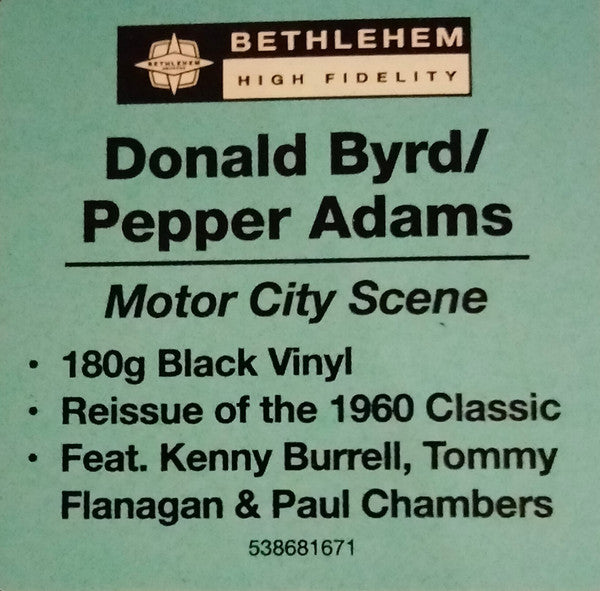 BETHLEHEM
BETHLEHEM
HIGH FIDELITY
Donald Byrd/
Pepper Adams
Motor City Scene
• 180g Black Vinyl
• Reissue of the 1960 Classic
• Feat. Kenny Burrell, Tommy
Flanagan & Paul Chambers
538681671